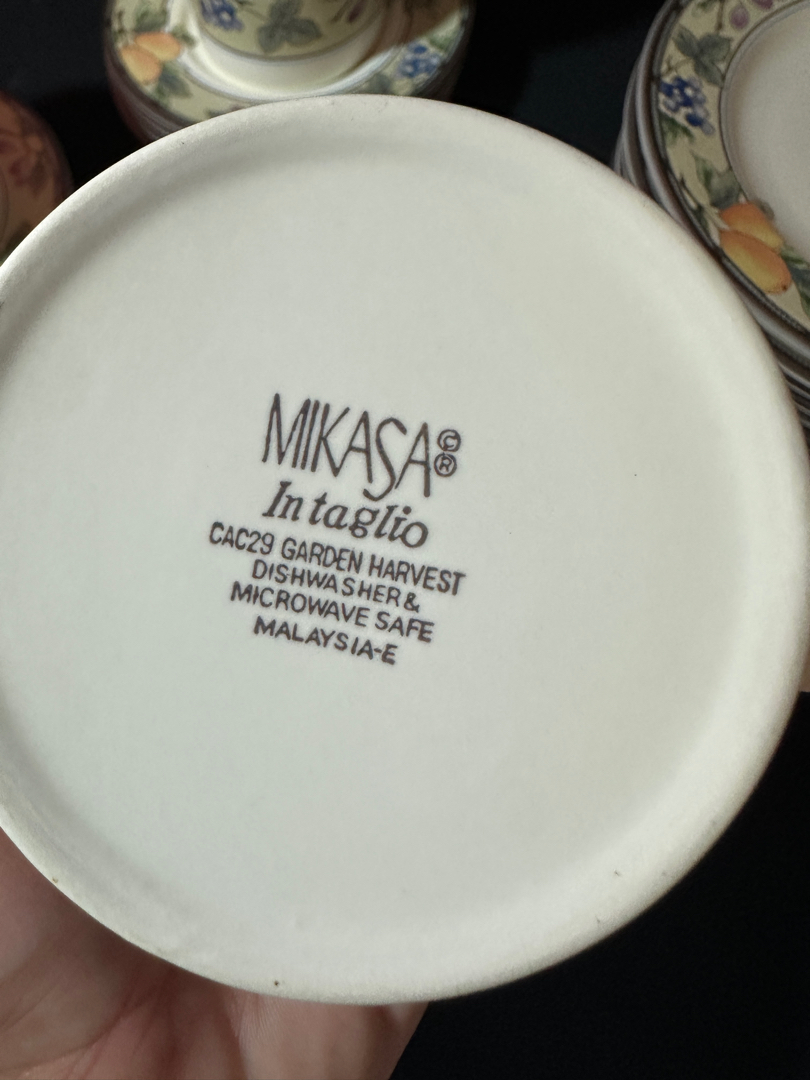 MIKASA©®
Intaglio
CAC29 GARDEN HARVEST
DISHWASHER &
MICROWAVE SAFE
MALAYSIA-E